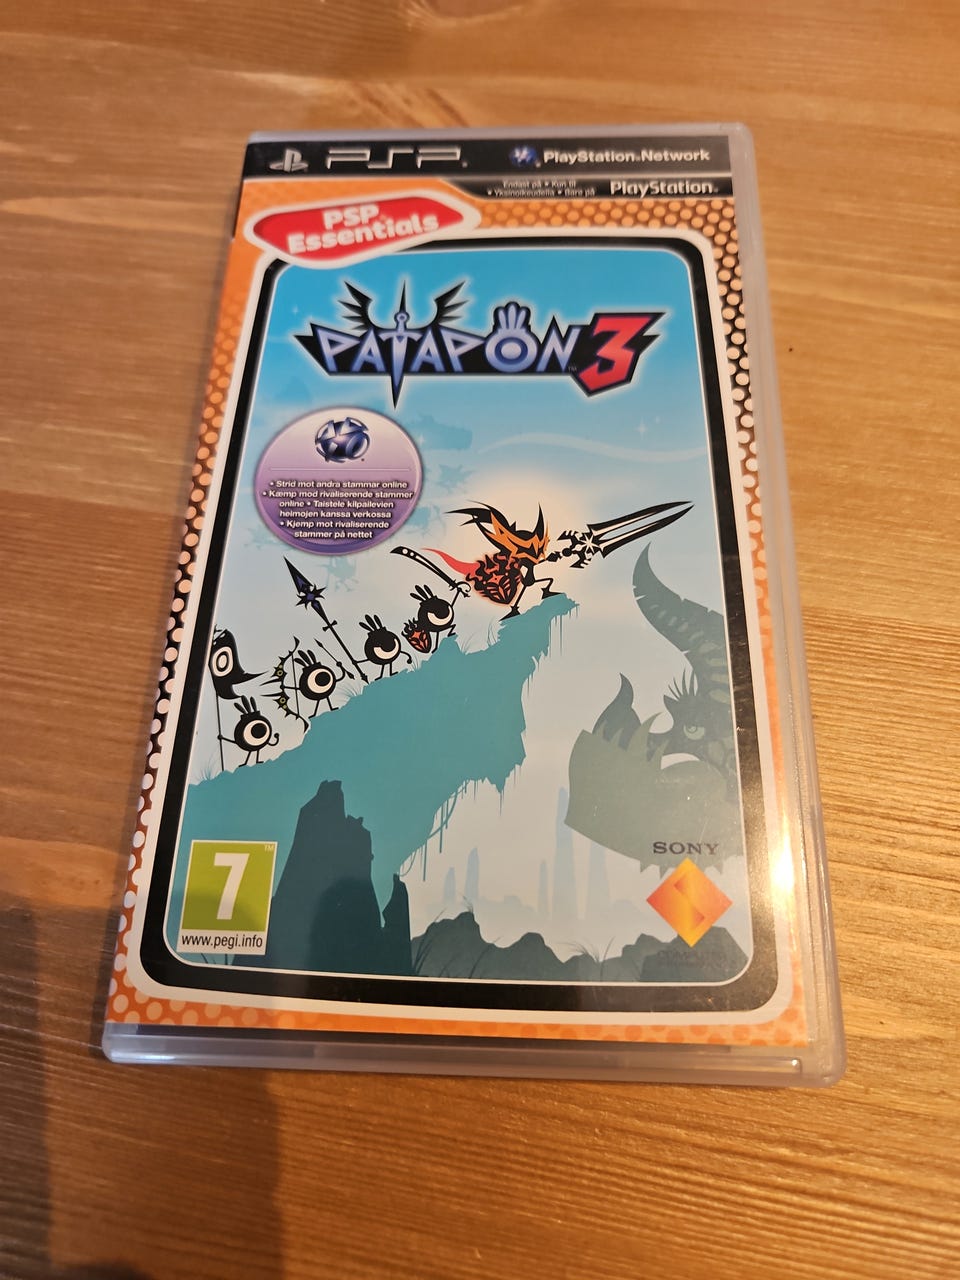 PSP
PlayStation®Network
Endast på • Kun til
• Yksinoikeudella • Bare på
PlayStation®
PSP®
Essentials
PATAPON 3
™
• Strid mot andra stammar online
• Kæmp mod rivaliserende stammer
online • Taistele kilpailevien
heimojen kanssa verkossa
• Kjemp mot rivaliserende
stammer på nettet
7
™
www.pegi.info
SONY